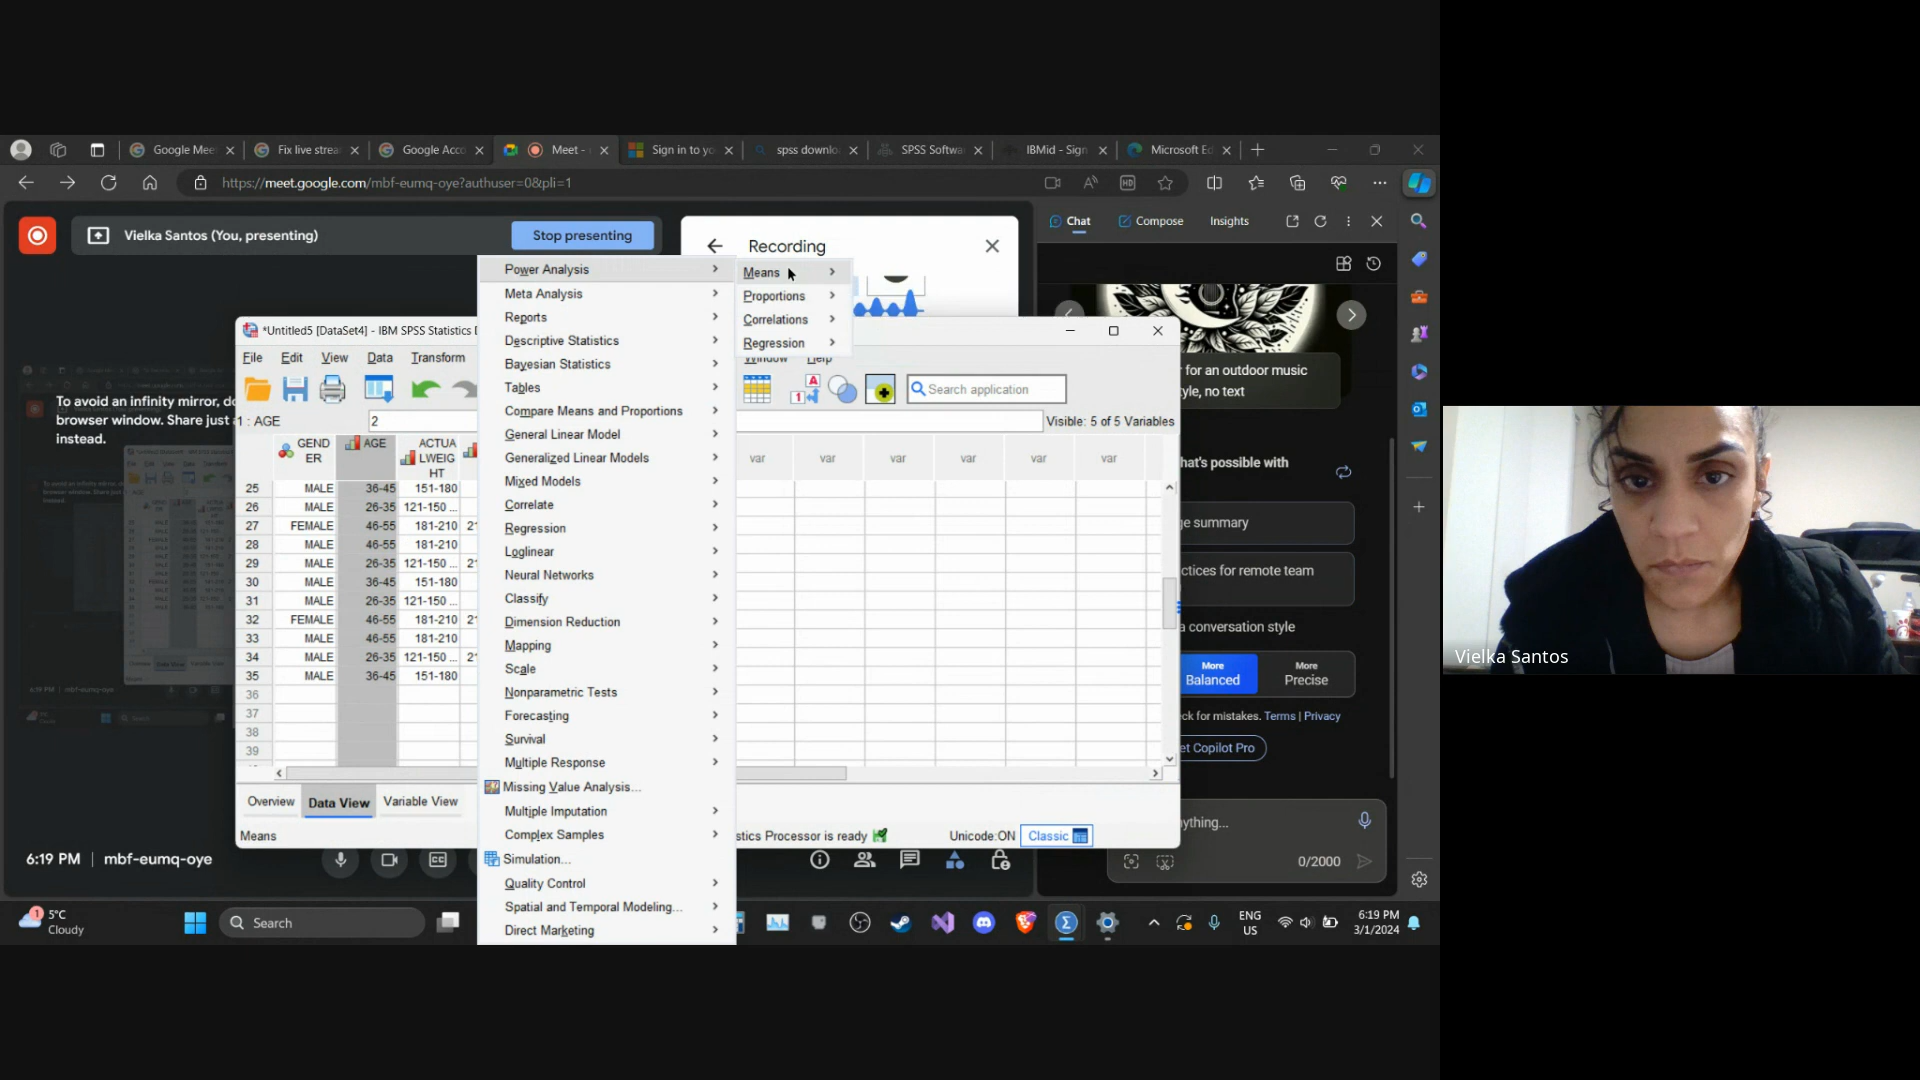 Google Mee
Fix live strea
Google Acco
Meet -
Sign in to yo
spss downlo
SPSS Softwa
IBMid - Sign
Microsoft Ed
https://meet.google.com/mbf-eumq-oye?authuser=0&pli=1
Vielka Santos (You, presenting)
Stop presenting
Recording
Chat
Compose
Insights
To avoid an infinity mirror, do
browser window. Share just a
instead.
*Untitled5 [DataSet4] - IBM SPSS Statistics D
File Edit View Data Transform
Window Help
Search application
1 : AGE
2
Visible: 5 of 5 Variables
GENDER
AGE
ACTUALWEIGHT
var var var var var var
25 MALE 36-45 151-180
26 MALE 26-35 121-150 ...
27 FEMALE 46-55 181-210 21
28 MALE 46-55 181-210
29 MALE 26-35 121-150 ... 21
30 MALE 36-45 151-180
31 MALE 26-35 121-150 ...
32 FEMALE 46-55 181-210 21
33 MALE 46-55 181-210
34 MALE 26-35 121-150 ... 21
35 MALE 36-45 151-180
36
37
38
39
Overview
Data View
Variable View
Means
stics Processor is ready
Unicode:ON
Classic
Power Analysis
Meta Analysis
Reports
Descriptive Statistics
Bayesian Statistics
Tables
Compare Means and Proportions
General Linear Model
Generalized Linear Models
Mixed Models
Correlate
Regression
Loglinear
Neural Networks
Classify
Dimension Reduction
Mapping
Scale
Nonparametric Tests
Forecasting
Survival
Multiple Response
Missing Value Analysis...
Multiple Imputation
Complex Samples
Simulation...
Quality Control
Spatial and Temporal Modeling...
Direct Marketing
Means
Proportions
Correlations
Regression
for an outdoor music
yle, no text
hat's possible with
ge summary
ctices for remote team
a conversation style
More
Balanced
More
Precise
ck for mistakes. Terms | Privacy
et Copilot Pro
ything...
0/2000
6:19 PM | mbf-eumq-oye
1
5°C
Cloudy
Search
ENG
US
6:19 PM
3/1/2024
Vielka Santos